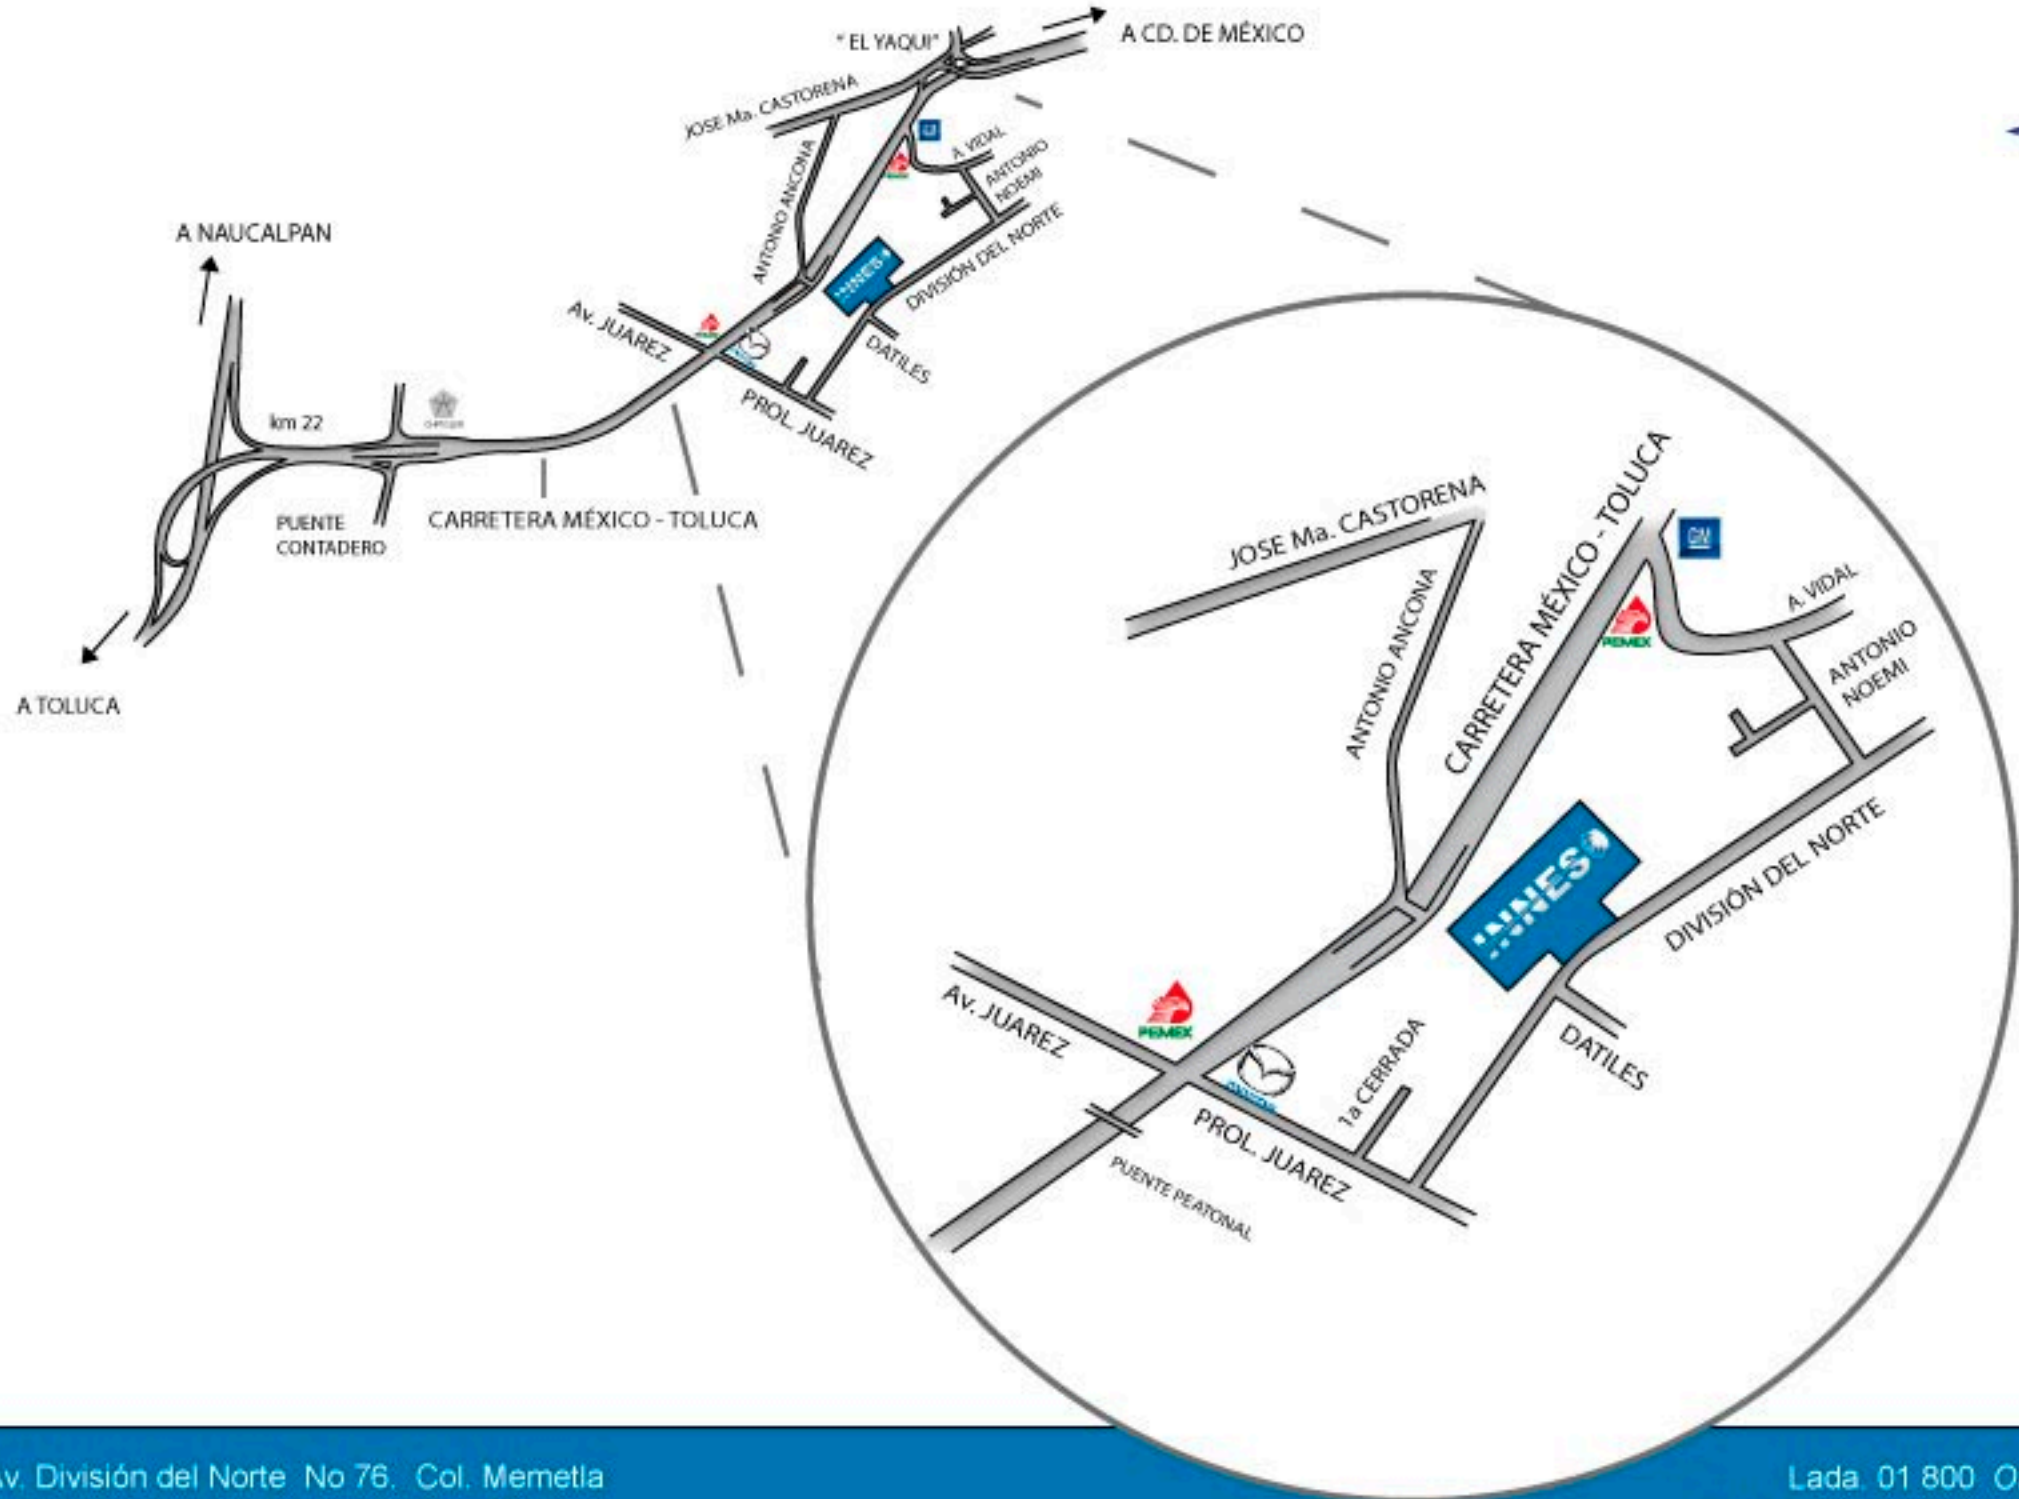 " EL YAQUI"
A CD. DE MÉXICO
JOSE Ma. CASTORENA
A. VIDAL
ANTONIO
NOEMI
ANTONIO ANCONA
A NAUCALPAN
INNES
DIVISIÓN DEL NORTE
Av. JUAREZ
DATILES
PROL. JUAREZ
km 22
PUENTE
CONTADERO
CARRETERA MÉXICO - TOLUCA
A TOLUCA
JOSE Ma. CASTORENA
CARRETERA MÉXICO - TOLUCA
GM
ANTONIO ANCONA
PEMEX
A. VIDAL
ANTONIO
NOEMI
INNES
DIVISIÓN DEL NORTE
Av. JUAREZ
PEMEX
1a CERRADA
DATILES
PROL. JUAREZ
PUENTE PEATONAL
Av. División del Norte No 76. Col. Memetla
Lada. 01 800